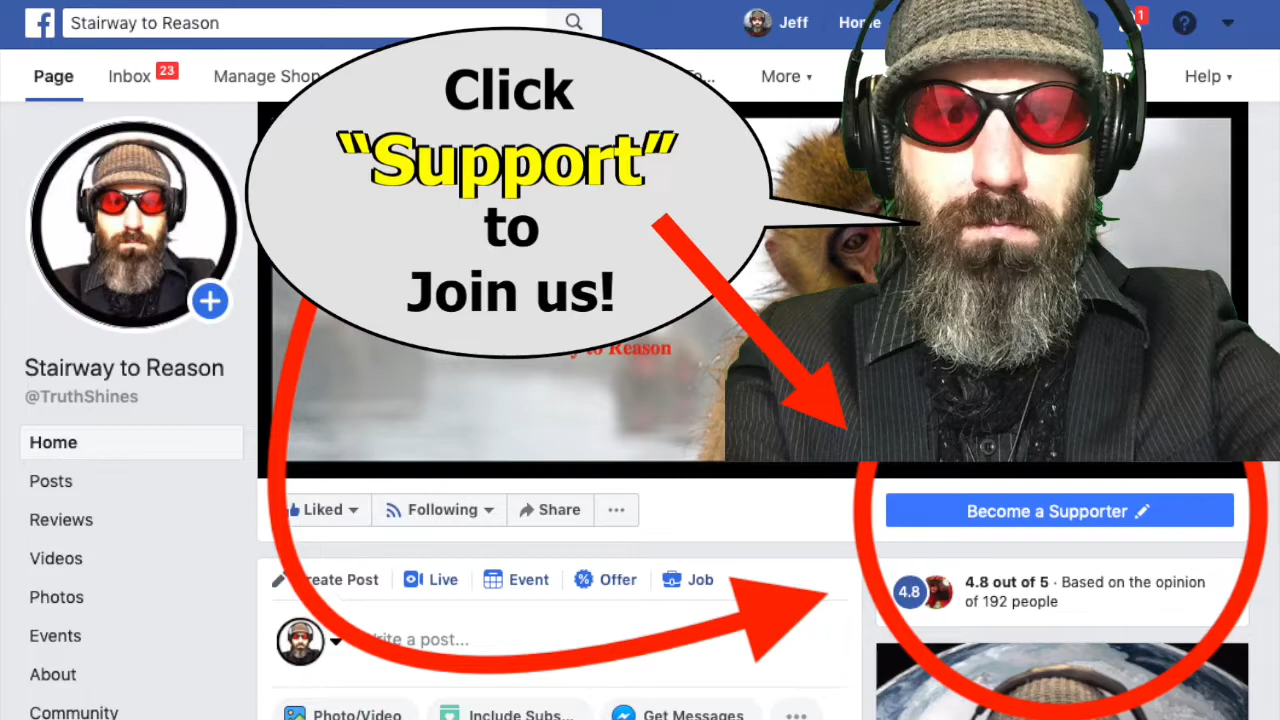 Stairway to Reason
Jeff
Home
1
Page
Inbox 23
Manage Shop
More
Help
Click
“Support”
to
Join us!
to Reason
Stairway to Reason
@TruthShines
Home
Posts
Reviews
Videos
Photos
Events
About
Community
Liked
Following
Share
Become a Supporter
Create Post
Live
Event
Offer
Job
4.8
4.8 out of 5 · Based on the opinion
of 192 people
Write a post...
Photo/Video
Include Subs...
Get Messages